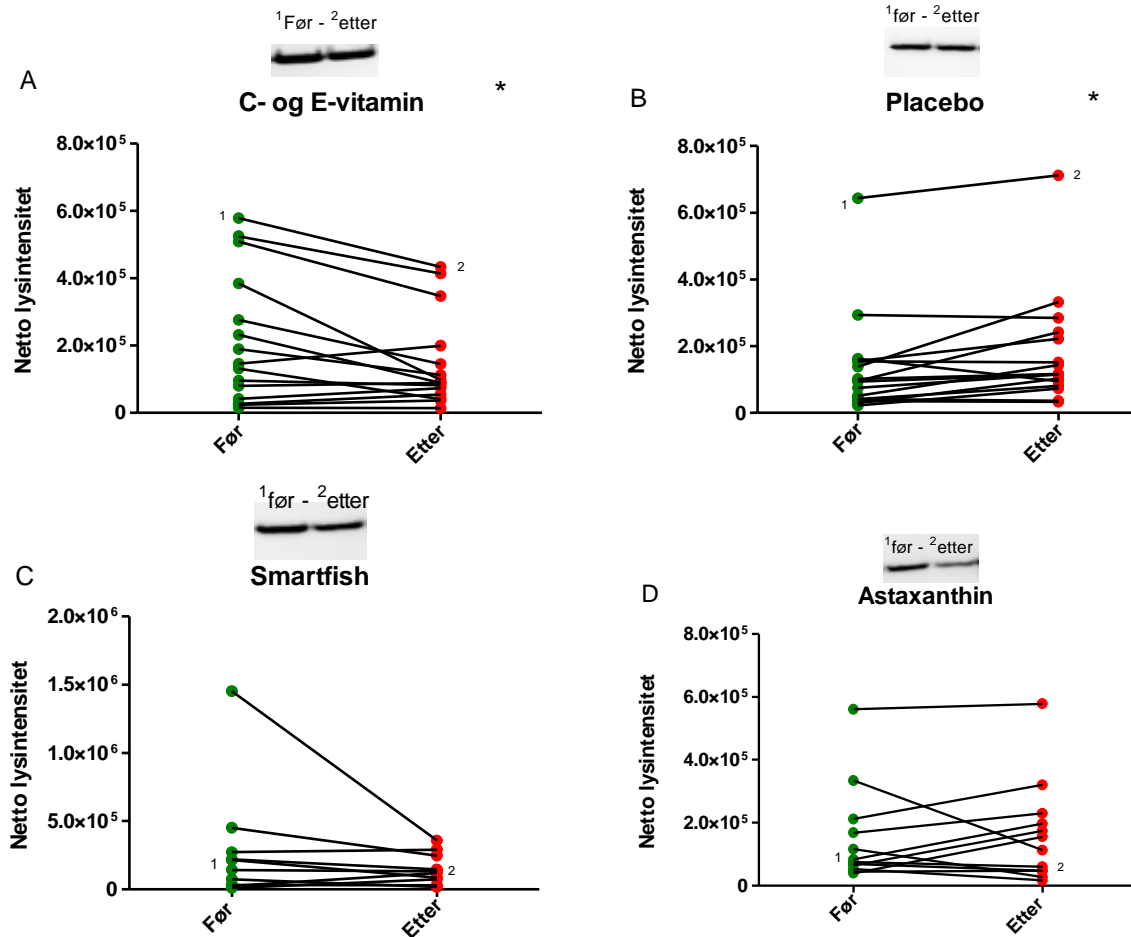 ¹Før - ²etter
A
C- og E-vitamin
*
Netto lysintensitet
8.0×10⁵
6.0×10⁵
4.0×10⁵
2.0×10⁵
0
1
2
Før
Etter
¹før - ²etter
B
Placebo
*
Netto lysintensitet
8.0×10⁵
6.0×10⁵
4.0×10⁵
2.0×10⁵
0
1
2
Før
Etter
¹før - ²etter
C
Smartfish
Netto lysintensitet
2.0×10⁶
1.5×10⁶
1.0×10⁶
5.0×10⁵
0
1
2
Før
Etter
¹før - ²etter
D
Astaxanthin
Netto lysintensitet
8.0×10⁵
6.0×10⁵
4.0×10⁵
2.0×10⁵
0
1
2
Før
Etter